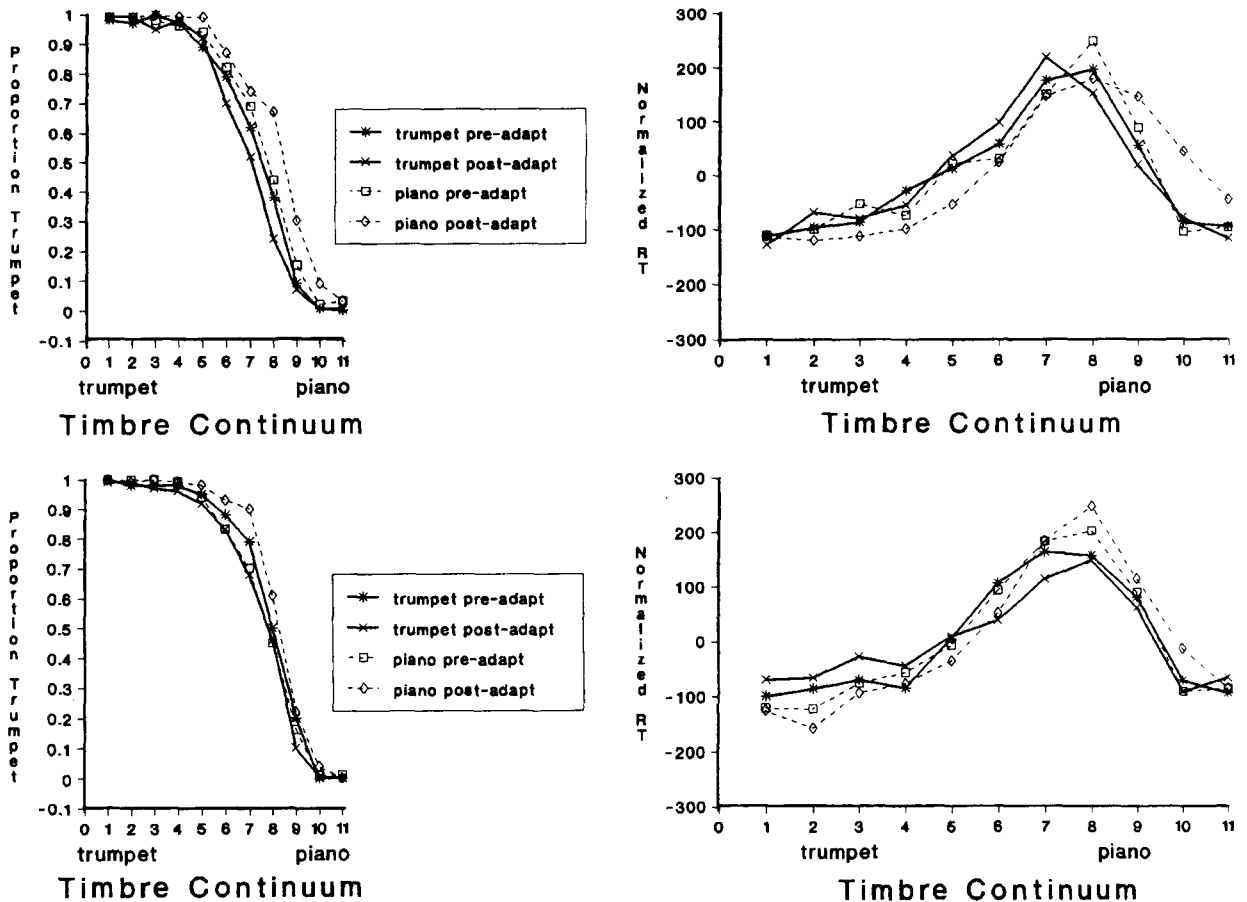 Proportion Trumpet
1
0.9
0.8
0.7
0.6
0.5
0.4
0.3
0.2
0.1
0
-0.1
0 1 2 3 4 5 6 7 8 9 10 11
trumpet piano
Timbre Continuum
trumpet pre-adapt
trumpet post-adapt
piano pre-adapt
piano post-adapt
Normalized RT
300
200
100
0
-100
-200
-300
0 1 2 3 4 5 6 7 8 9 10 11
trumpet piano
Timbre Continuum
Proportion Trumpet
1
0.9
0.8
0.7
0.6
0.5
0.4
0.3
0.2
0.1
0
-0.1
0 1 2 3 4 5 6 7 8 9 10 11
trumpet piano
Timbre Continuum
trumpet pre-adapt
trumpet post-adapt
piano pre-adapt
piano post-adapt
Normalized RT
300
200
100
0
-100
-200
-300
0 1 2 3 4 5 6 7 8 9 10 11
trumpet piano
Timbre Continuum